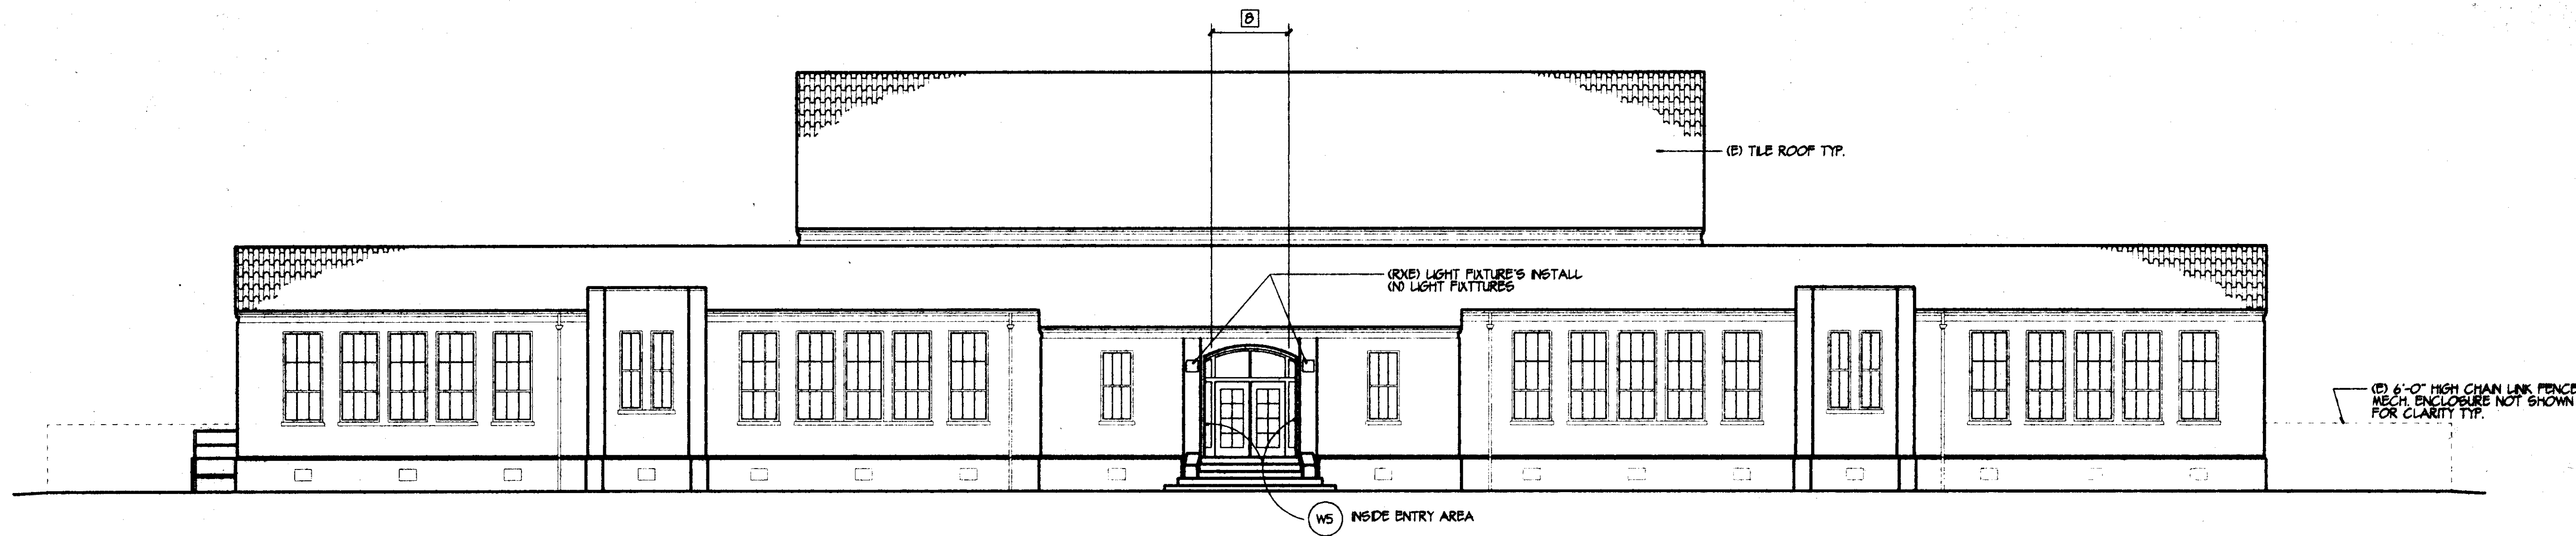 8
(E) TILE ROOF TYP.
(RXE) LIGHT FIXTURE'S INSTALL
(N) LIGHT FIXTTURES
(E) 6'-0" HIGH CHAIN LINK FENCE
MECH. ENCLOSURE NOT SHOWN
FOR CLARITY TYP.
W5 INSIDE ENTRY AREA